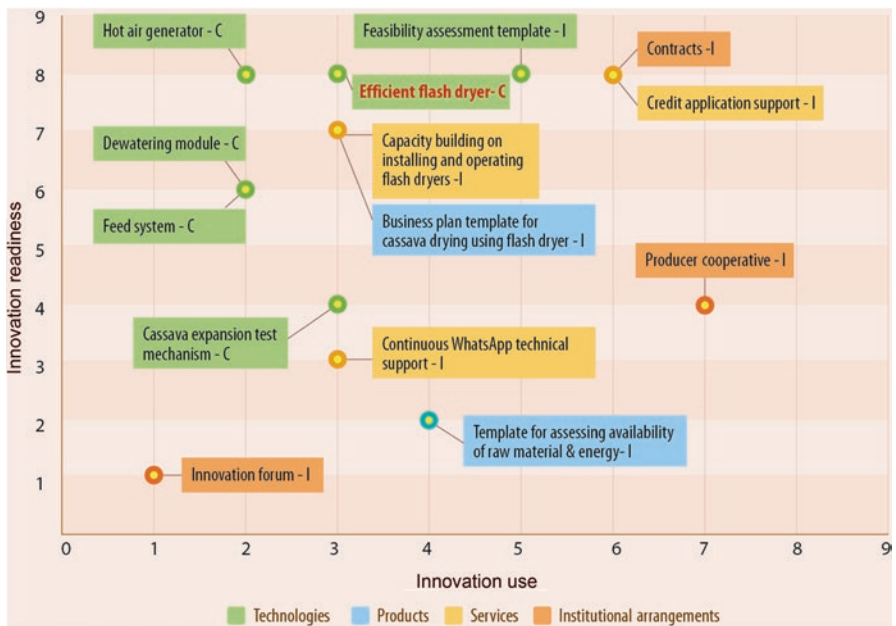 Innovation readiness
9
8
7
6
5
4
3
2
1
Hot air generator - C
Feasibility assessment template - I
Efficient flash dryer- C
Contracts -I
Credit application support - I
Dewatering module - C
Capacity building on
installing and operating
flash dryers -I
Feed system - C
Business plan template for
cassava drying using flash dryer - I
Producer cooperative - I
Cassava expansion test
mechanism - C
Continuous WhatsApp technical
support - I
Template for assessing availability
of raw material & energy- I
Innovation forum - I
0 1 2 3 4 5 6 7 8 9
Innovation use
Technologies Products Services Institutional arrangements